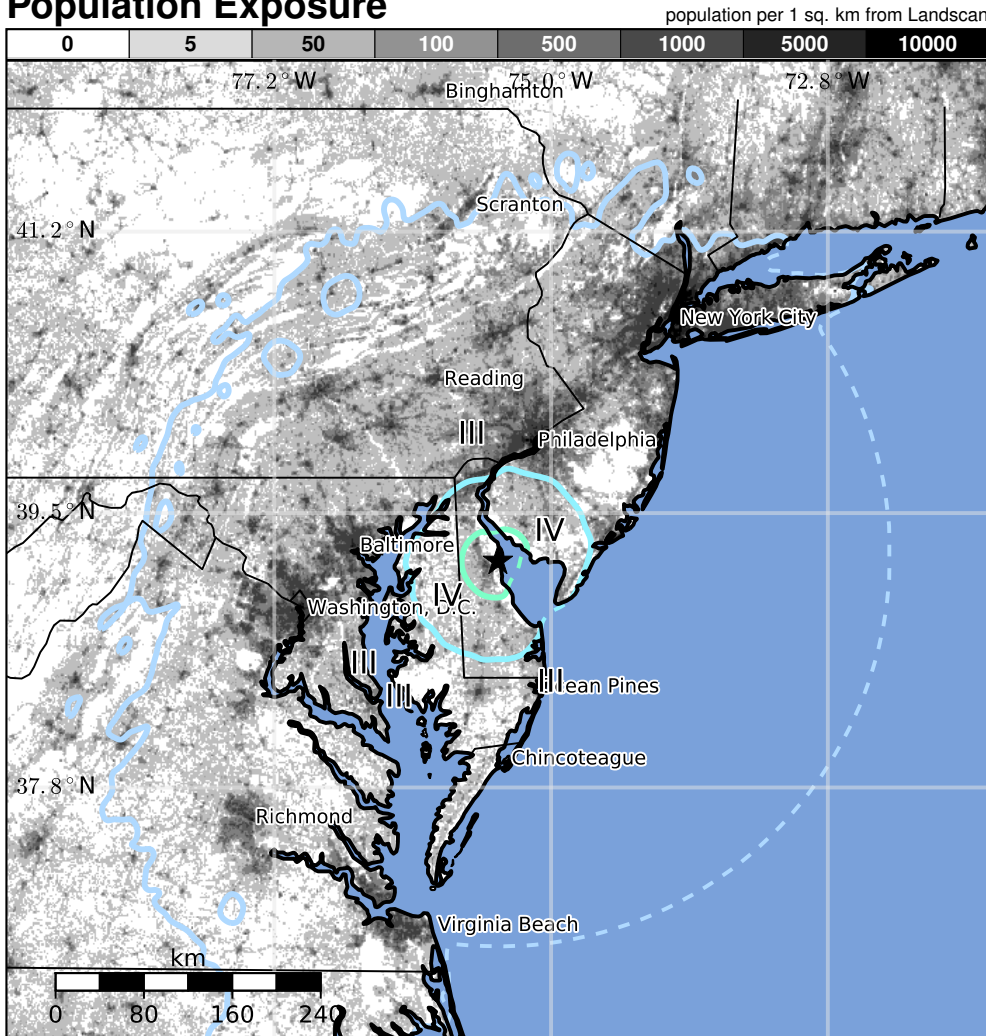 Population Exposure
population per 1 sq. km from Landscan
0 5 50 100 500 1000 5000 10000
77.2°W 75.0°W 72.8°W
Binghamton
Scranton
41.2°N
New York City
Reading
III
Philadelphia
39.5°N
IV
Baltimore
IV
Washington, D.C.
III
III
III
Ocean Pines
Chincoteague
37.8°N
Richmond
Virginia Beach
km
0 80 160 240